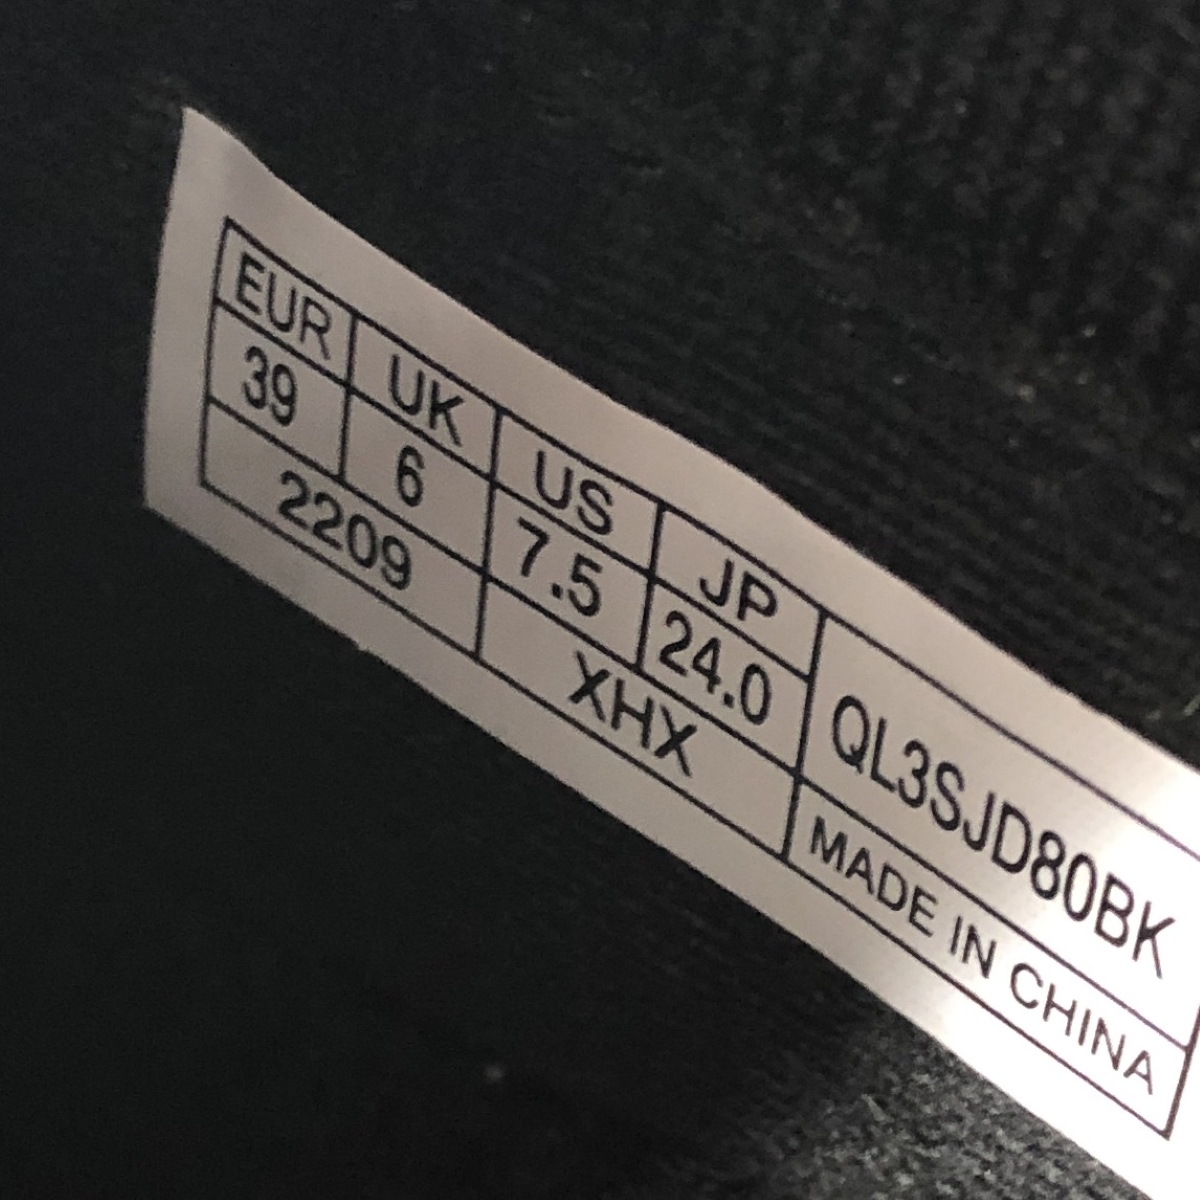 EUR UK US JP
39 6 7.5 24.0 QL3SJD80BK
2209 XHX MADE IN CHINA